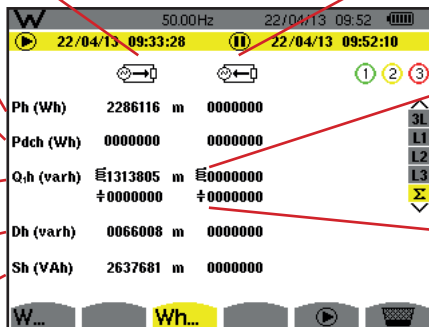 W 50.00Hz 22/04/13 09:52
22/04/13 09:33:28 22/04/13 09:52:10
1 2 3
Ph (Wh) 2286116 m 0000000
3L
Pdch (Wh) 0000000 0000000
L1
L2
Q₁h (varh) 1313805 m 0000000
L3
÷0000000 ÷0000000
Σ
Dh (varh) 0066008 m 0000000
Sh (VAh) 2637681 m 0000000
W... Wh...